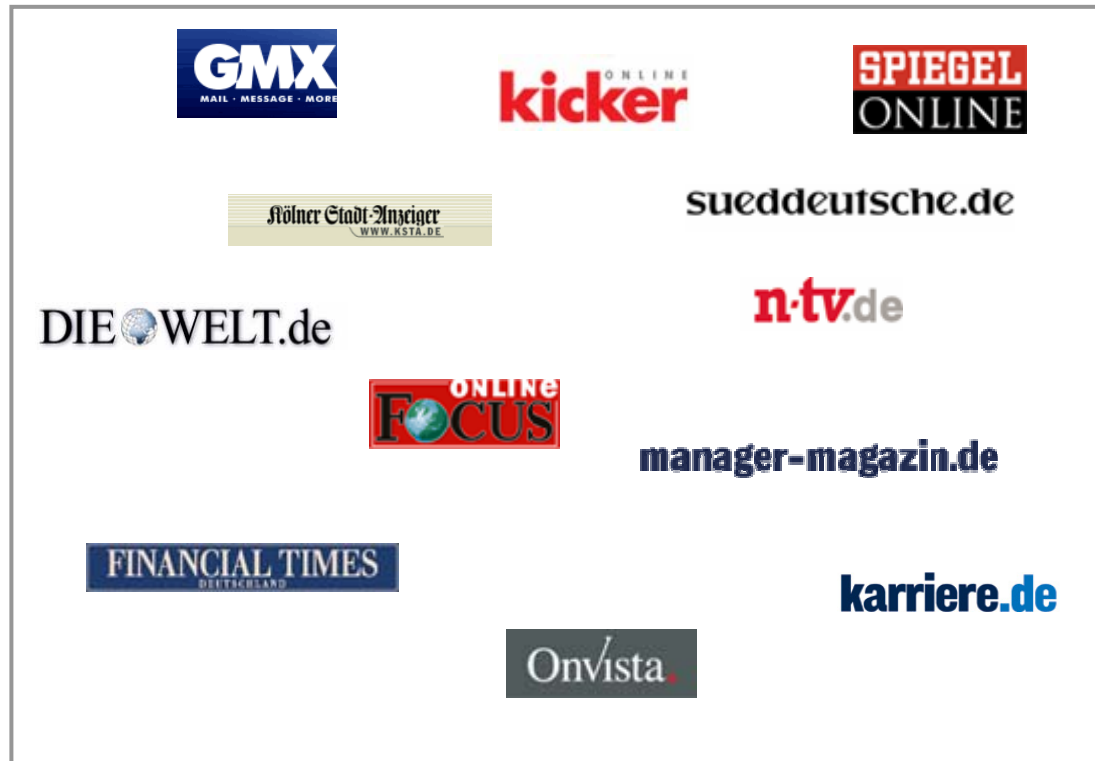 GMX
MAIL · MESSAGE · MORE
ONLINE
kicker
SPIEGEL
ONLINE
Kölner Stadt-Anzeiger
WWW.KSTA.DE
sueddeutsche.de
DIE WELT.de
n-tv.de
ONLINE
FOCUS
manager-magazin.de
FINANCIAL TIMES
DEUTSCHLAND
karriere.de
OnVista.